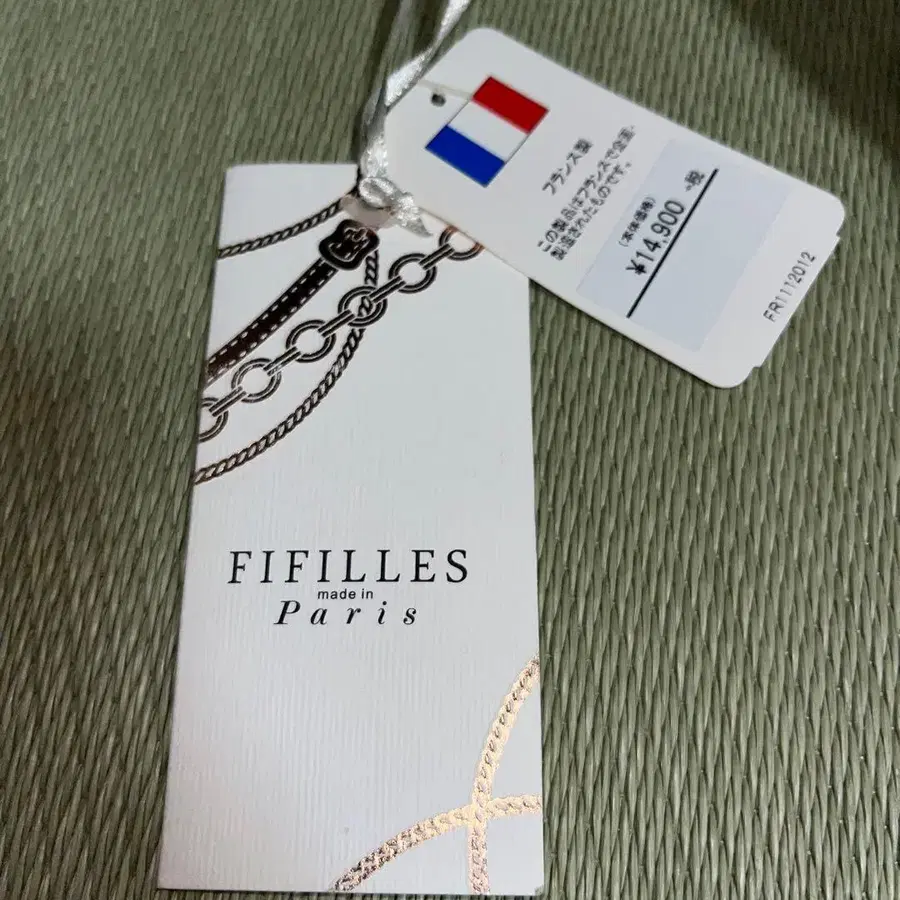 FIFILLES
made in
Paris
フランス製
この製品はフランスで企画・
製造されたものです。
(本体価格)
¥14,900 +税
FR1112012